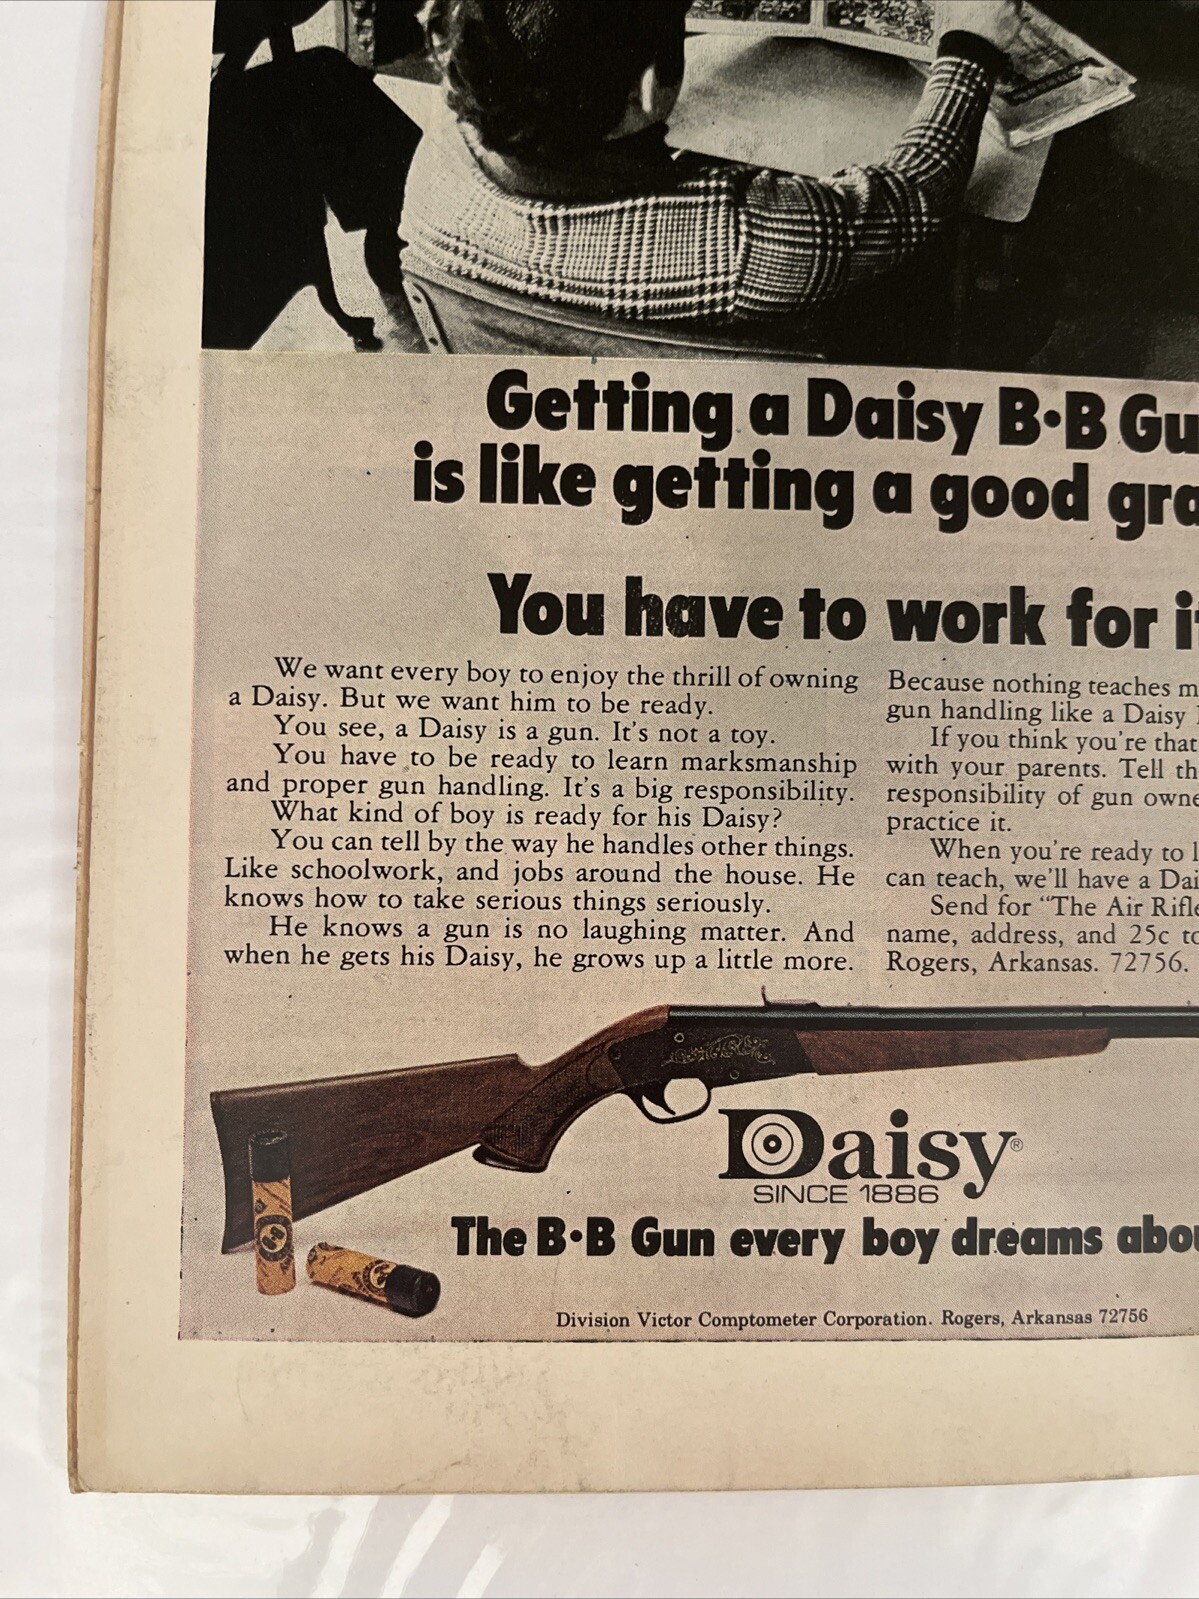 Getting a Daisy B•B Gu
is like getting a good gra
You have to work for it
We want every boy to enjoy the thrill of owning
a Daisy. But we want him to be ready.
You see, a Daisy is a gun. It's not a toy.
You have to be ready to learn marksmanship
and proper gun handling. It's a big responsibility.
What kind of boy is ready for his Daisy?
You can tell by the way he handles other things.
Like schoolwork, and jobs around the house. He
knows how to take serious things seriously.
He knows a gun is no laughing matter. And
when he gets his Daisy, he grows up a little more.
Because nothing teaches m
gun handling like a Daisy
If you think you're that
with your parents. Tell th
responsibility of gun owne
practice it.
When you're ready to l
can teach, we'll have a Dai
Send for "The Air Rifle
name, address, and 25c to
Rogers, Arkansas. 72756.
Daisy®
SINCE 1886
The B•B Gun every boy dreams abou
Division Victor Comptometer Corporation. Rogers, Arkansas 72756